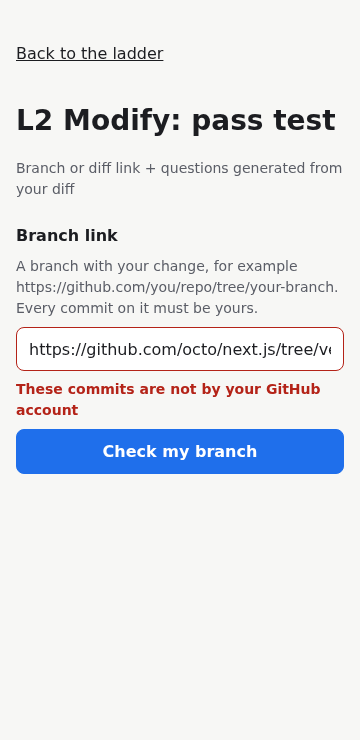 Back to the ladder
L2 Modify: pass test
Branch or diff link + questions generated from
your diff
Branch link
A branch with your change, for example
https://github.com/you/repo/tree/your-branch.
Every commit on it must be yours.
https://github.com/octo/next.js/tree/ve
These commits are not by your GitHub
account
Check my branch